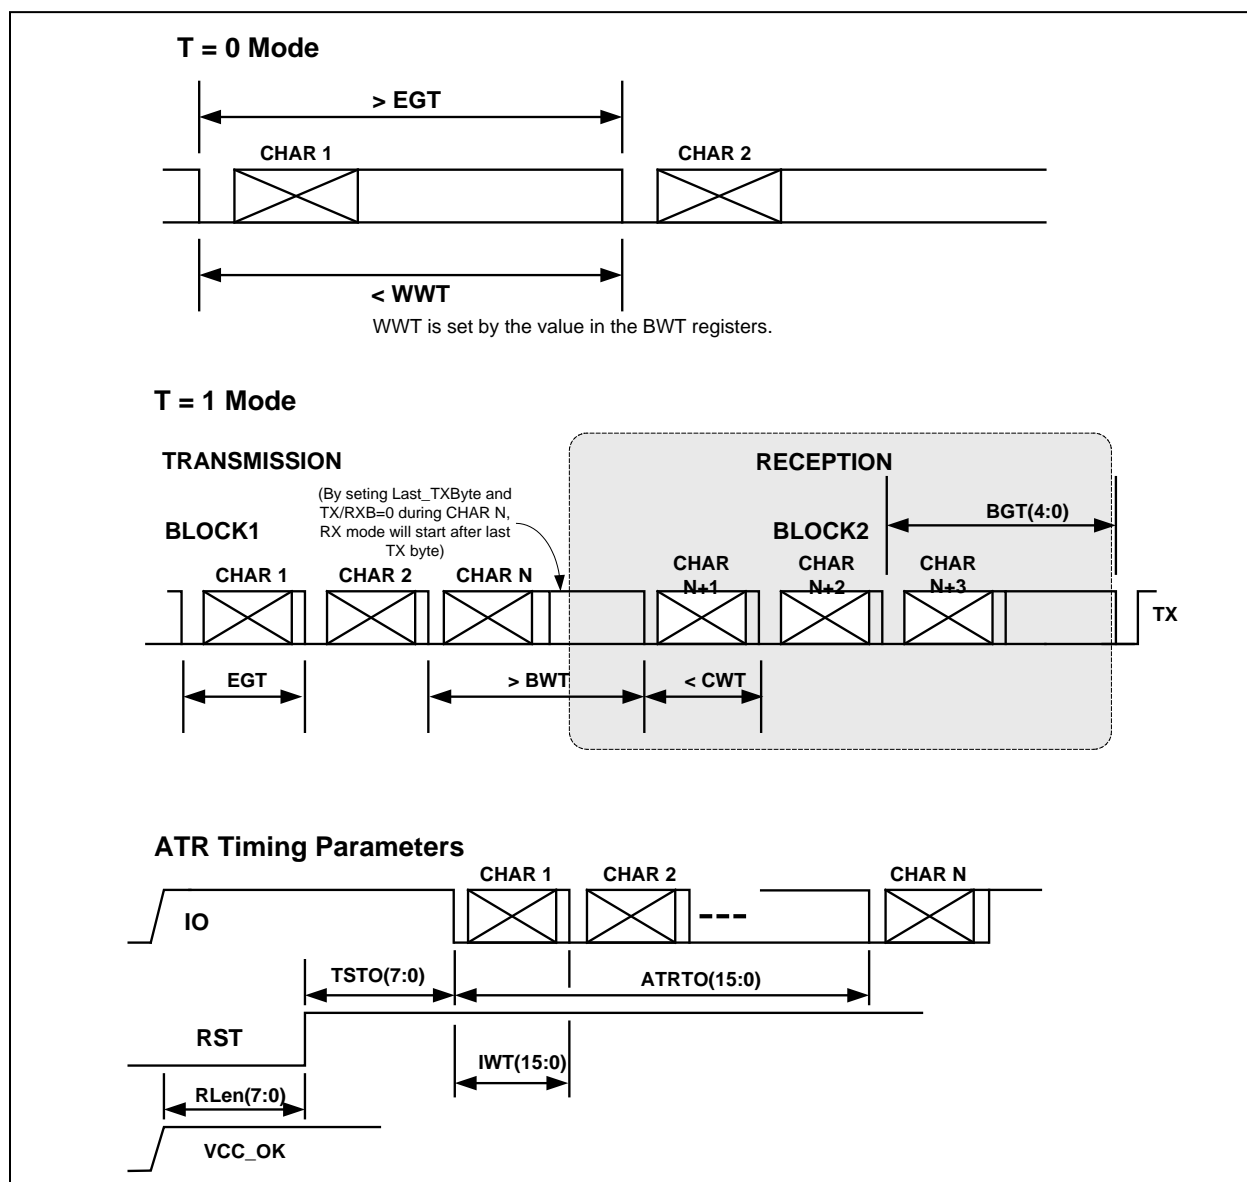 T = 0 Mode
> EGT
CHAR 1
CHAR 2
< WWT
WWT is set by the value in the BWT registers.
T = 1 Mode
TRANSMISSION
RECEPTION
(By seting Last_TXByte and
TX/RXB=0 during CHAR N,
RX mode will start after last
TX byte)
BGT(4:0)
BLOCK1
BLOCK2
CHAR 1
CHAR 2
CHAR N
CHAR
N+1
CHAR
N+2
CHAR
N+3
TX
EGT
> BWT
< CWT
ATR Timing Parameters
CHAR 1
CHAR 2
CHAR N
IO
TSTO(7:0)
ATRTO(15:0)
RST
IWT(15:0)
RLen(7:0)
VCC_OK